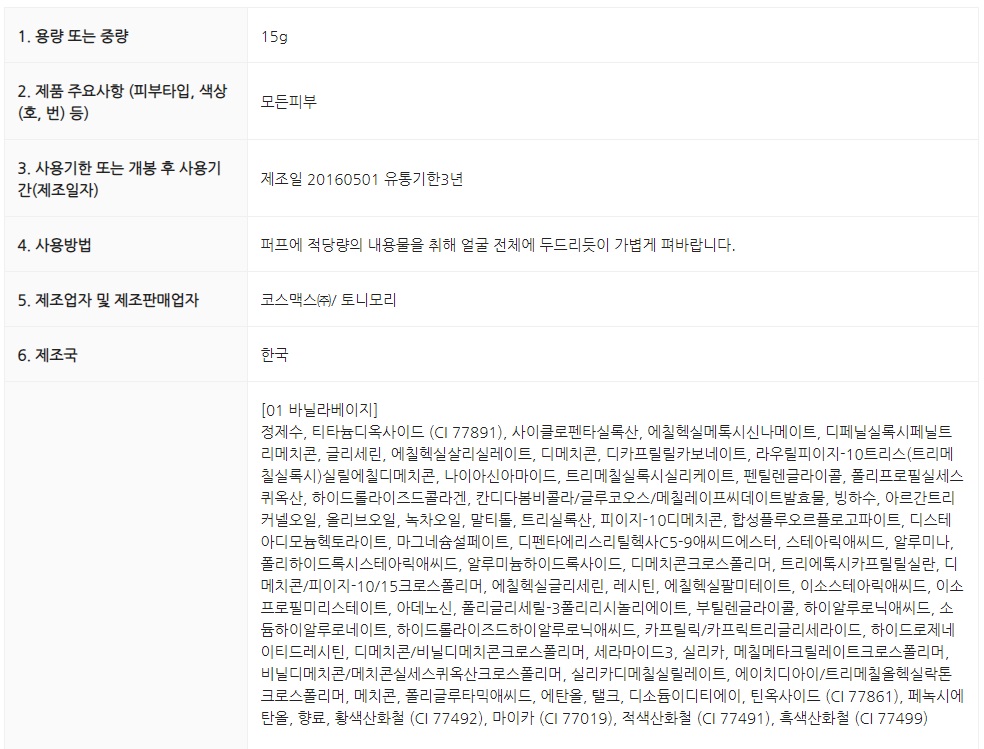 1. 용량 또는 중량
15g
2. 제품 주요사항 (피부타입, 색상
(호, 번) 등)
모든피부
3. 사용기한 또는 개봉 후 사용기
간(제조일자)
제조일 20160501 유통기한3년
4. 사용방법
퍼프에 적당량의 내용물을 취해 얼굴 전체에 두드리듯이 가볍게 펴바랍니다.
5. 제조업자 및 제조판매업자
코스맥스㈜/ 토니모리
6. 제조국
한국
[01 바닐라베이지]
정제수, 티타늄디옥사이드 (CI 77891), 사이클로펜타실록산, 에칠헥실메톡시신나메이트, 디페닐실록시페닐트
리메치콘, 글리세린, 에칠헥실살리실레이트, 디메치콘, 디카프릴릴카보네이트, 라우릴피이지-10트리스(트리메
칠실록시)실릴에칠디메치콘, 나이아신아마이드, 트리메칠실록시실리케이트, 펜틸렌글라이콜, 폴리프로필실세스
퀴옥산, 하이드롤라이즈드콜라겐, 칸디다봄비콜라/글루코오스/메칠레이프씨데이트발효물, 빙하수, 아르간트리
커넬오일, 올리브오일, 녹차오일, 말티톨, 트리실록산, 피이지-10디메치콘, 합성플루오르플로고파이트, 디스테
아디모늄헥토라이트, 마그네슘설페이트, 디펜타에리스리틸헥사C5-9애씨드에스터, 스테아릭애씨드, 알루미나,
폴리하이드록시스테아릭애씨드, 알루미늄하이드록사이드, 디메치콘크로스폴리머, 트리에톡시카프릴릴실란, 디
메치콘/피이지-10/15크로스폴리머, 에칠헥실글리세린, 레시틴, 에칠헥실팔미테이트, 이소스테아릭애씨드, 이소
프로필미리스테이트, 아데노신, 폴리글리세릴-3폴리리시놀리에이트, 부틸렌글라이콜, 하이알루로닉애씨드, 소
듐하이알루로네이트, 하이드롤라이즈드하이알루로닉애씨드, 카프릴릭/카프릭트리글리세라이드, 하이드로제네
이티드레시틴, 디메치콘/비닐디메치콘크로스폴리머, 세라마이드3, 실리카, 메칠메타크릴레이트크로스폴리머,
비닐디메치콘/메치콘실세스퀴옥산크로스폴리머, 실리카디메칠실릴레이트, 에이치디아이/트리메칠올헥실락톤
크로스폴리머, 메치콘, 폴리글루타믹애씨드, 에탄올, 탤크, 디소듐이디티에이, 틴옥사이드 (CI 77861), 페녹시에
탄올, 향료, 황색산화철 (CI 77492), 마이카 (CI 77019), 적색산화철 (CI 77491), 흑색산화철 (CI 77499)